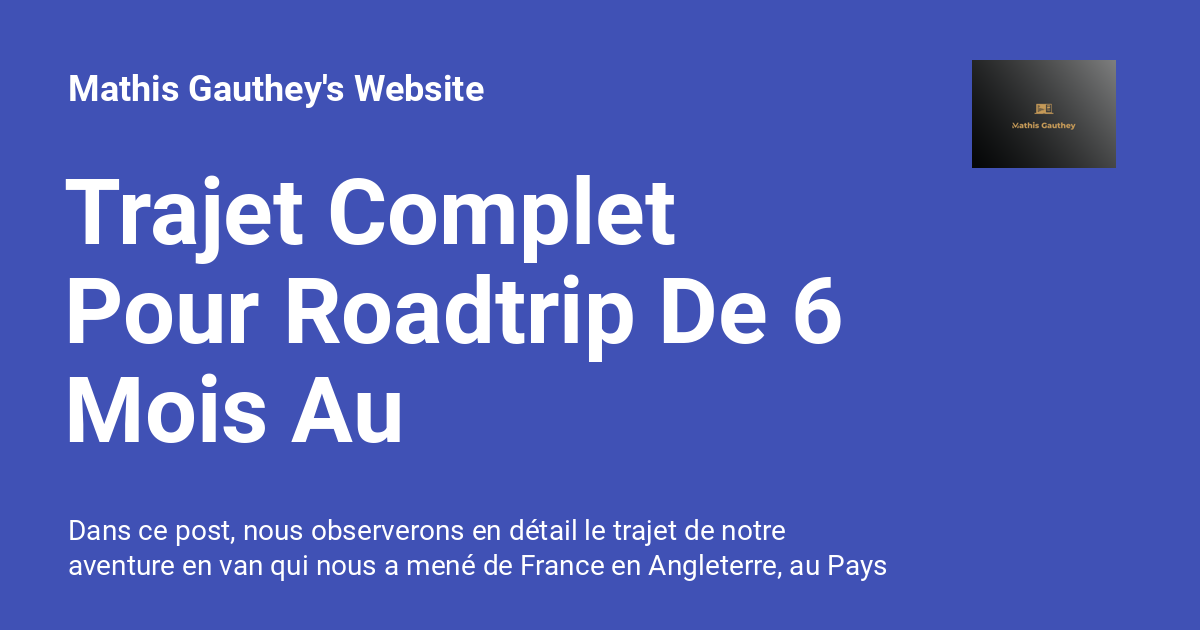 Mathis Gauthey's Website
Mathis Gauthey
Trajet Complet
Pour Roadtrip De 6
Mois Au
Dans ce post, nous observerons en détail le trajet de notre
aventure en van qui nous a mené de France en Angleterre, au Pays